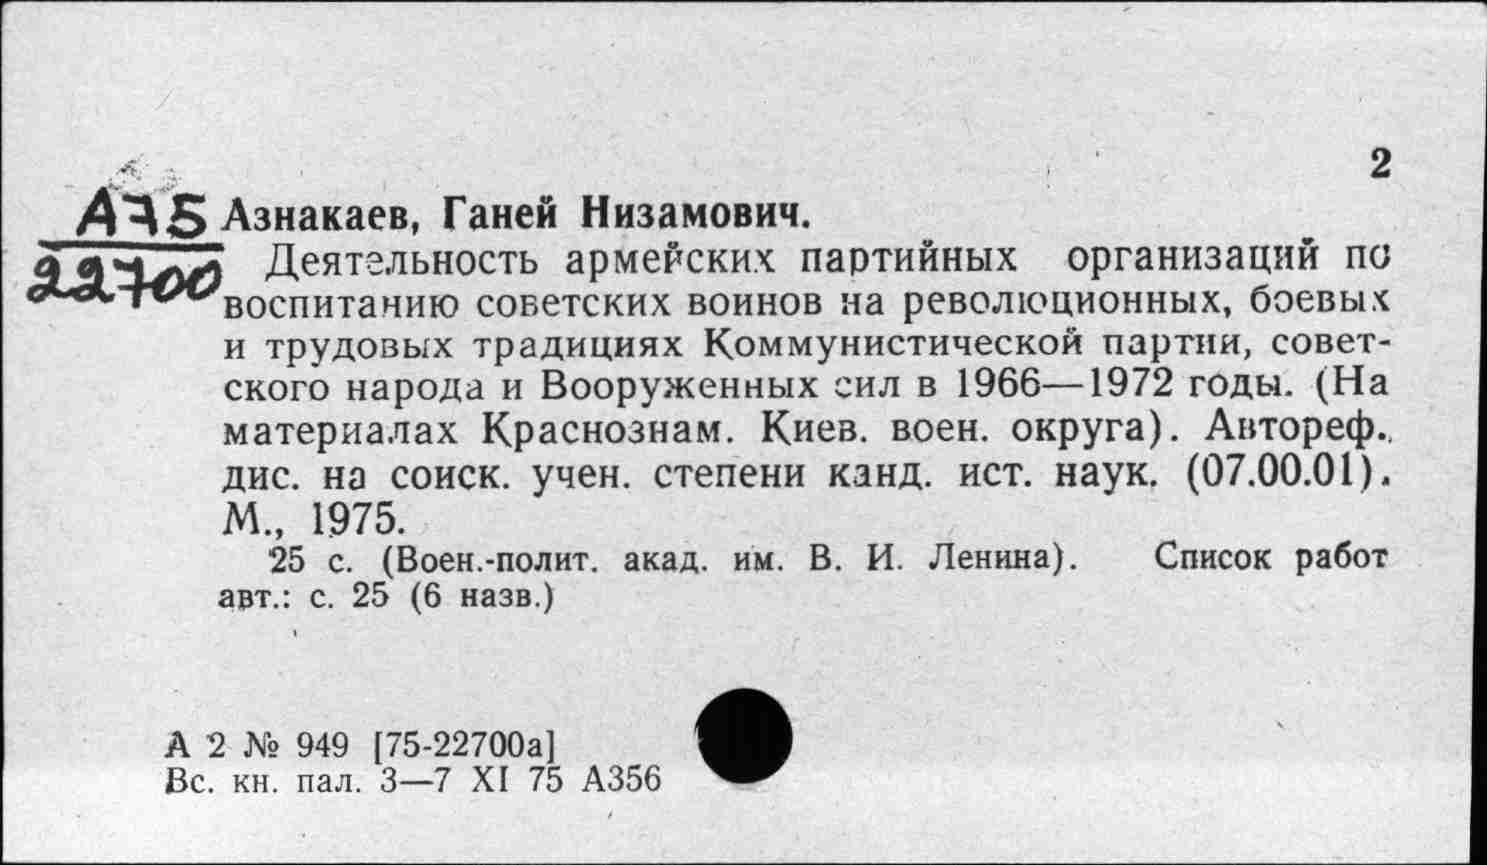 2
А75 Азнакаев, Ганей Низамович.
22700 Деятельность армейских партийных организаций по
воспитанию советских воинов на революционных, боевых
и трудовых традициях Коммунистической партии, совет-
ского народа и Вооруженных сил в 1966—1972 годы. (На
материалах Краснознам. Киев. воен. округа). Автореф.
дис. на соиск. учен. степени канд. ист. наук. (07.00.01).
М., 1975.
25 с. (Воен.-полит. акад. им. В. И. Ленина). Список работ
авт.: с. 25 (6 назв.)
А 2 № 949 [75-22700а]
Вс. кн. пал. 3—7 XI 75 А356